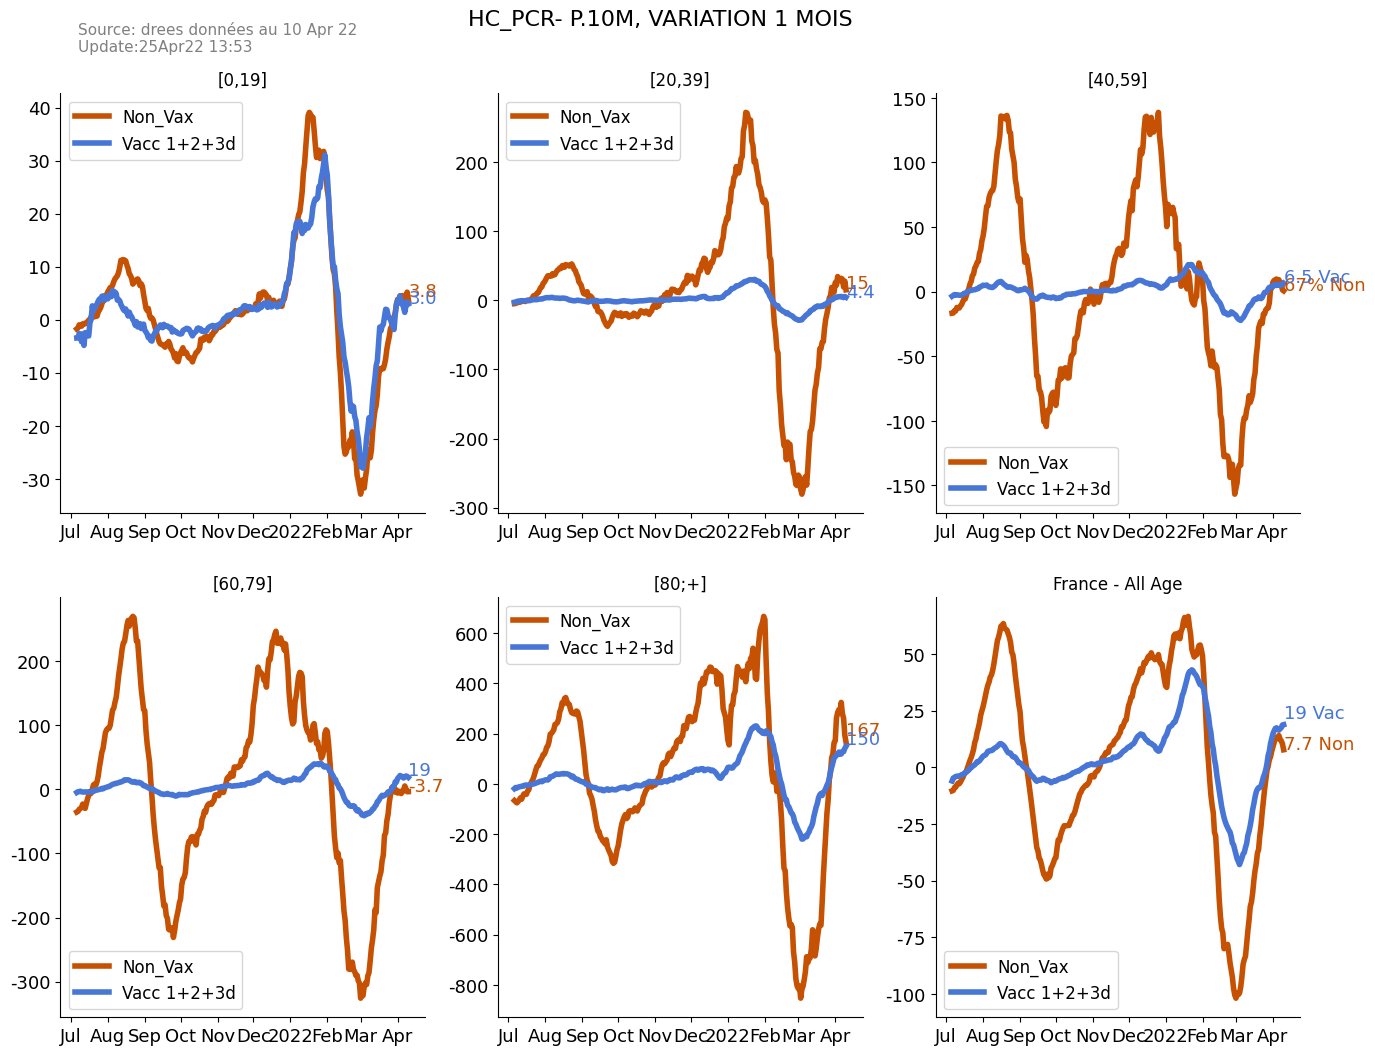 HC_PCR- P.10M, VARIATION 1 MOIS
Source: drees données au 10 Apr 22
Update:25Apr22 13:53
[0,19]
40
30
20
10
0
-10
-20
-30
Non_Vax
Vacc 1+2+3d
3.8
3.0
Jul Aug Sep Oct Nov Dec 2022 Feb Mar Apr
[20,39]
200
100
0
-100
-200
-300
Non_Vax
Vacc 1+2+3d
15
4.4
Jul Aug Sep Oct Nov Dec 2022 Feb Mar Apr
[40,59]
150
100
50
0
-50
-100
-150
6.5 Vac
Non
Non_Vax
Vacc 1+2+3d
Jul Aug Sep Oct Nov Dec 2022 Feb Mar Apr
[60,79]
200
100
0
-100
-200
-300
19
-3.7
Non_Vax
Vacc 1+2+3d
Jul Aug Sep Oct Nov Dec 2022 Feb Mar Apr
[80;+]
600
400
200
0
-200
-400
-600
-800
Non_Vax
Vacc 1+2+3d
167
150
Jul Aug Sep Oct Nov Dec 2022 Feb Mar Apr
France - All Age
50
25
0
-25
-50
-75
-100
19 Vac
7.7 Non
Non_Vax
Vacc 1+2+3d
Jul Aug Sep Oct Nov Dec 2022 Feb Mar Apr